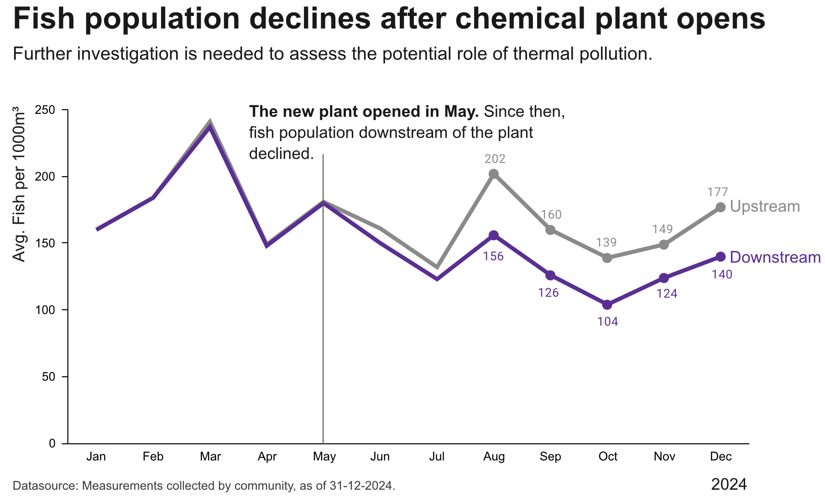 Fish population declines after chemical plant opens
Further investigation is needed to assess the potential role of thermal pollution.
Avg. Fish per 1000m³
250
200
150
100
50
0
The new plant opened in May. Since then,
fish population downstream of the plant
declined.
202
160
139
149
177
Upstream
156
126
104
124
140
Downstream
Jan Feb Mar Apr May Jun Jul Aug Sep Oct Nov Dec
Datasource: Measurements collected by community, as of 31-12-2024.
2024